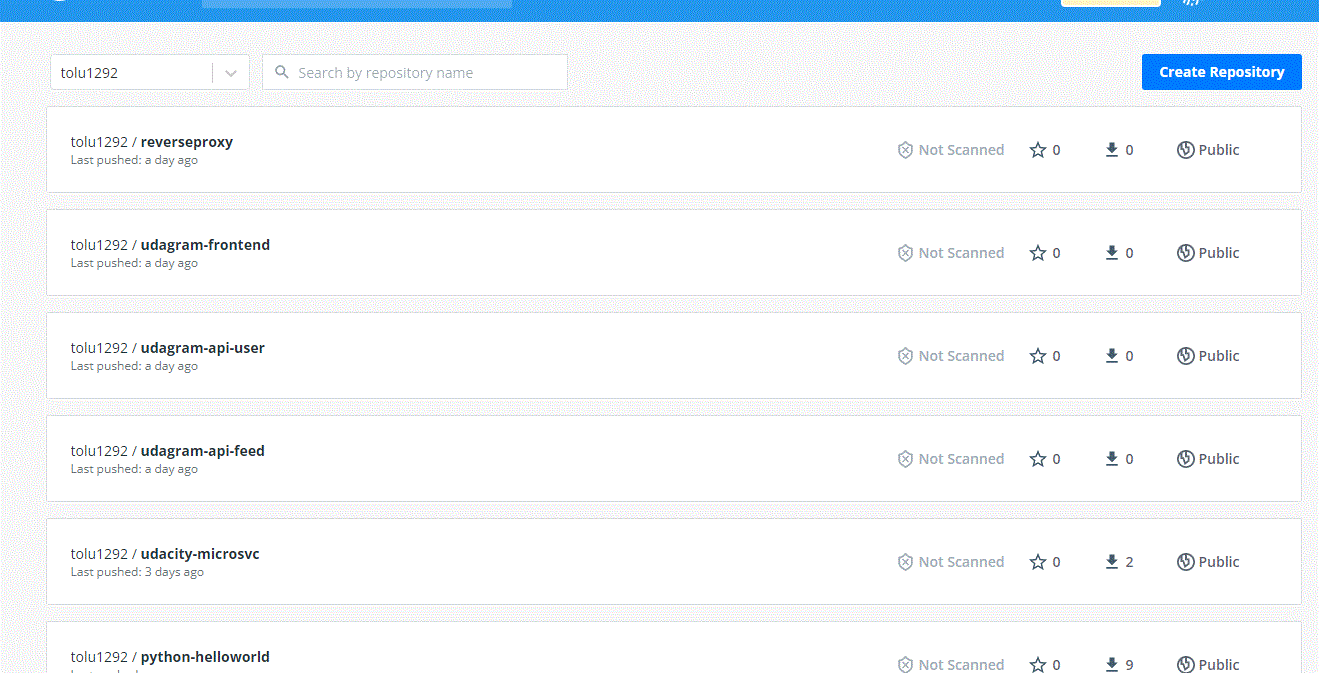 tolu1292
Search by repository name
Create Repository
tolu1292 / reverseproxy
Last pushed: a day ago
Not Scanned
0
0
Public
tolu1292 / udagram-frontend
Last pushed: a day ago
Not Scanned
0
0
Public
tolu1292 / udagram-api-user
Last pushed: a day ago
Not Scanned
0
0
Public
tolu1292 / udagram-api-feed
Last pushed: a day ago
Not Scanned
0
0
Public
tolu1292 / udacity-microsvc
Last pushed: 3 days ago
Not Scanned
0
2
Public
tolu1292 / python-helloworld
Not Scanned
0
9
Public